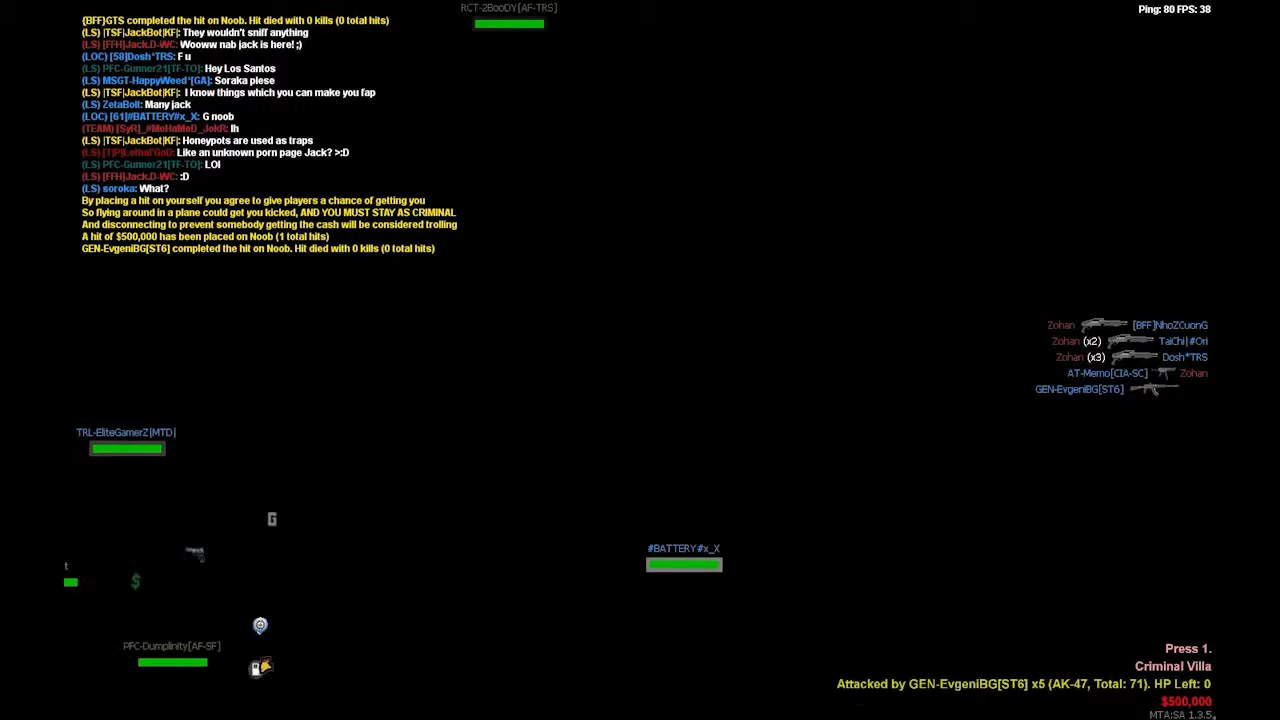 RCT-2BooDY[AF-TRS]
Ping: 80 FPS: 38
{BFF}GTS completed the hit on Noob. Hit died with 0 kills (0 total hits)
(LS) |TSF|JackBot|KF|: They wouldn't sniff anything
(LS) [FFH]Jack.D-WC: Wooww nab jack is here! ;)
(LOC) [58]Dosh*TRS: F u
(LS) PFC-Gunner21[TF-TO]: Hey Los Santos
(LS) MSGT-HappyWeed*[GA]: Soraka plese
(LS) |TSF|JackBot|KF|: I know things which you can make you fap
(LS) ZetaBolt: Many jack
(LOC) [61]#BATTERY#x_X: G noob
(TEAM) [SyR]_#MoHaMeD_JokR: lh
(LS) |TSF|JackBot|KF|: Honeypots are used as traps
(LS) [T|P]Lethal'GoD: Like an unknown porn page Jack? >:D
(LS) PFC-Gunner21[TF-TO]: LOl
(LS) [FFH]Jack.D-WC: :D
(LS) soroka: What?
By placing a hit on yourself you agree to give players a chance of getting you
So flying around in a plane could get you kicked, AND YOU MUST STAY AS CRIMINAL
And disconnecting to prevent somebody getting the cash will be considered trolling
A hit of $500,000 has been placed on Noob (1 total hits)
GEN-EvgeniBG[ST6] completed the hit on Noob. Hit died with 0 kills (0 total hits)
Zohan [BFF]NhoZCuonG
Zohan (x2) TaiChi|#Ori
Zohan (x3) Dosh*TRS
AT-Memo[CIA-SC] Zohan
GEN-EvgeniBG[ST6]
TRL-EliteGamerZ|MTD|
G
#BATTERY#x_X
t
$
PFC-Dumplinity[AF-SF]
Press 1.
Criminal Villa
Attacked by GEN-EvgeniBG[ST6] x5 (AK-47, Total: 71). HP Left: 0
$500,000
MTA:SA 1.3.5